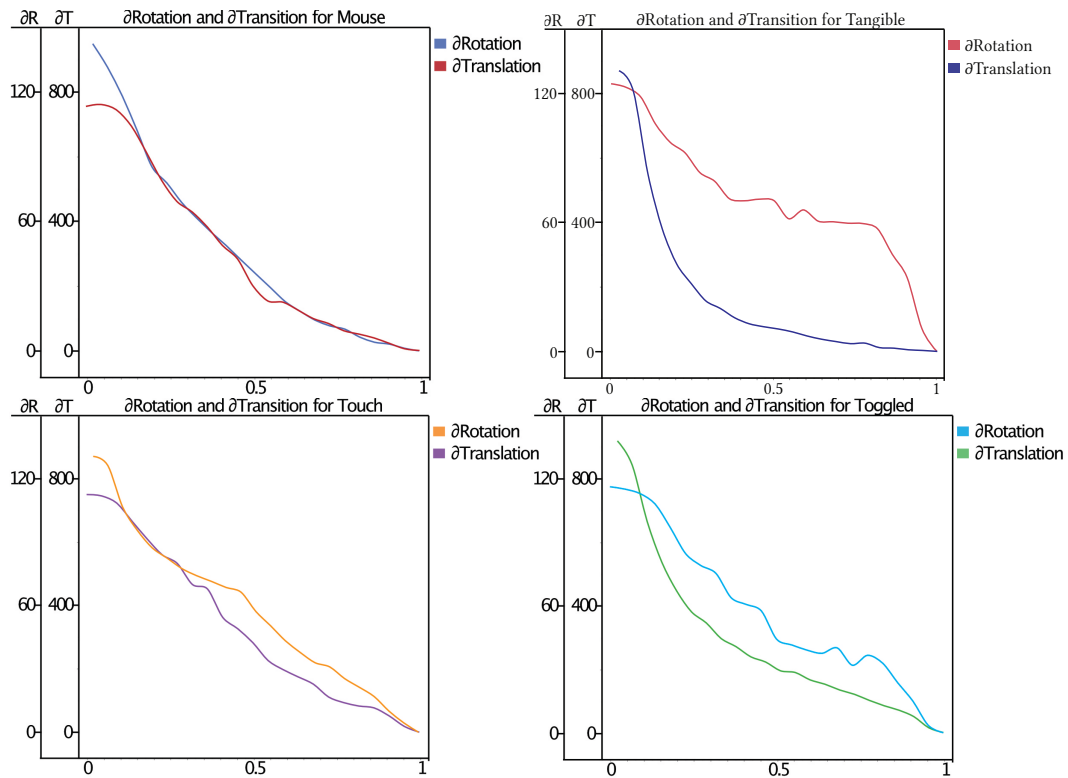 ∂R ∂T ∂Rotation and ∂Transition for Mouse
∂Rotation
∂Translation
120 800
60 400
0 0
0 0.5 1
∂R ∂T ∂Rotation and ∂Transition for Tangible
∂Rotation
∂Translation
120 800
60 400
0 0
0 0.5 1
∂R ∂T ∂Rotation and ∂Transition for Touch
∂Rotation
∂Translation
120 800
60 400
0 0
0 0.5 1
∂R ∂T ∂Rotation and ∂Transition for Toggled
∂Rotation
∂Translation
120 800
60 400
0 0
0 0.5 1